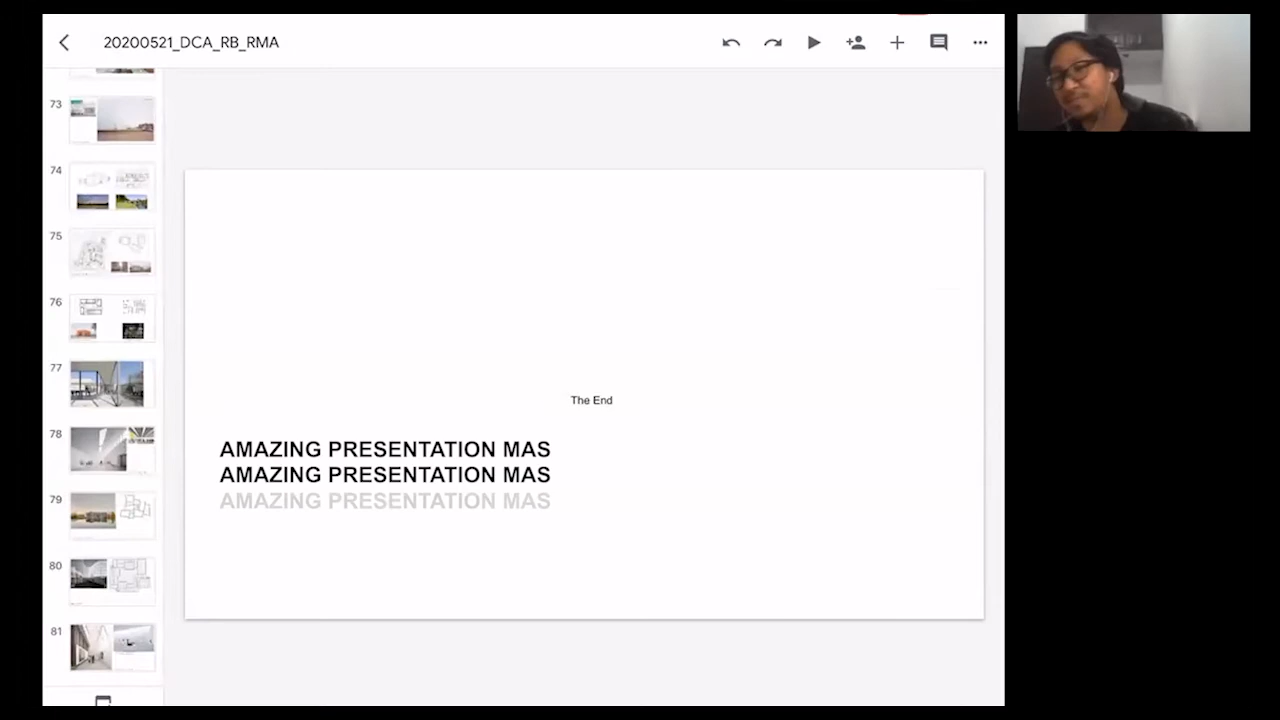 20200521_DCA_RB_RMA
73
74
75
76
77
78
79
80
81
The End
AMAZING PRESENTATION MAS
AMAZING PRESENTATION MAS
AMAZING PRESENTATION MAS